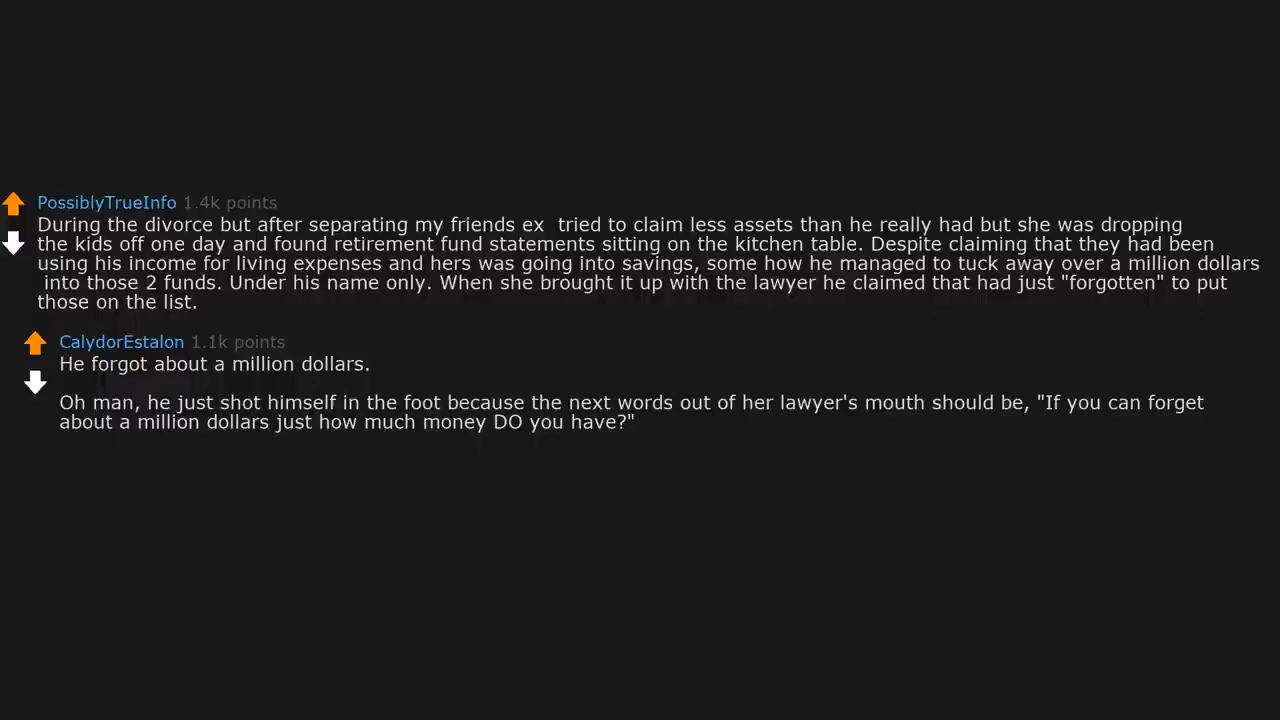 PossiblyTrueInfo 1.4k points
During the divorce but after separating my friends ex  tried to claim less assets than he really had but she was dropping
the kids off one day and found retirement fund statements sitting on the kitchen table. Despite claiming that they had been
using his income for living expenses and hers was going into savings, some how he managed to tuck away over a million dollars
into those 2 funds. Under his name only. When she brought it up with the lawyer he claimed that had just "forgotten" to put
those on the list.
CalydorEstalon 1.1k points
He forgot about a million dollars.
Oh man, he just shot himself in the foot because the next words out of her lawyer's mouth should be, "If you can forget
about a million dollars just how much money DO you have?"